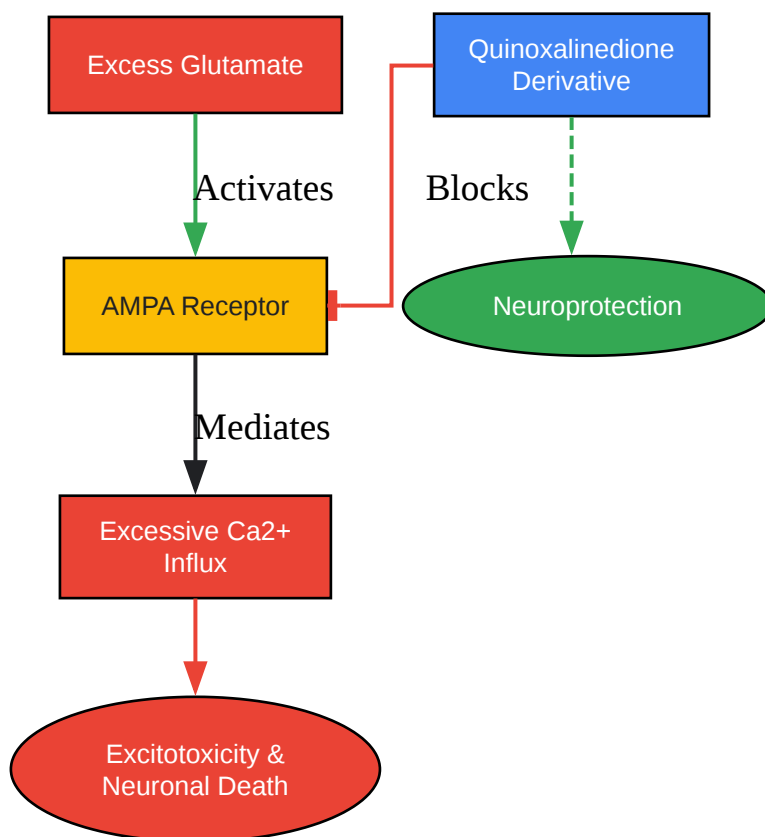 Excess Glutamate
Quinoxalinedione
Derivative
Activates
Blocks
AMPA Receptor
Neuroprotection
Mediates
Excessive Ca2+
Influx
Excitotoxicity &
Neuronal Death